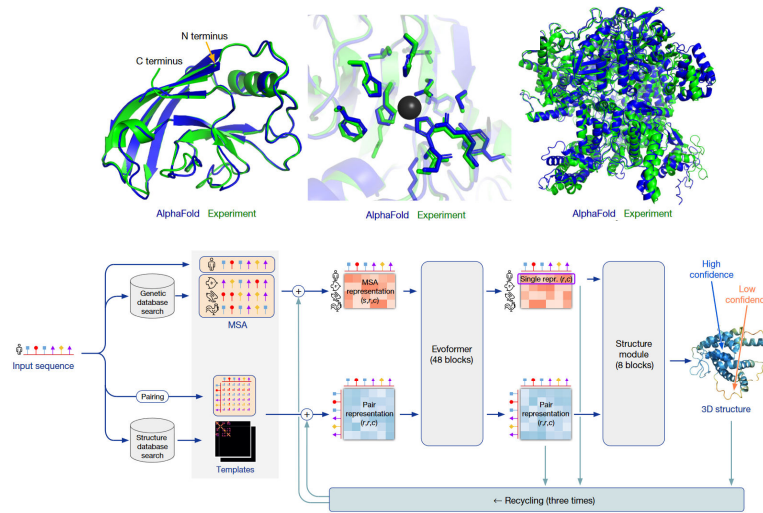 N terminus
C terminus
AlphaFold Experiment
AlphaFold Experiment
AlphaFold Experiment
Genetic
database
search
MSA
Input sequence
Pairing
Structure
database
search
Templates
+
+
MSA
representation
(s,r,c)
Pair
representation
(r,r,c)
Evoformer
(48 blocks)
Single repr. (r,c)
Pair
representation
(r,r,c)
Structure
module
(8 blocks)
High
confidence
Low
confidence
3D structure
← Recycling (three times)